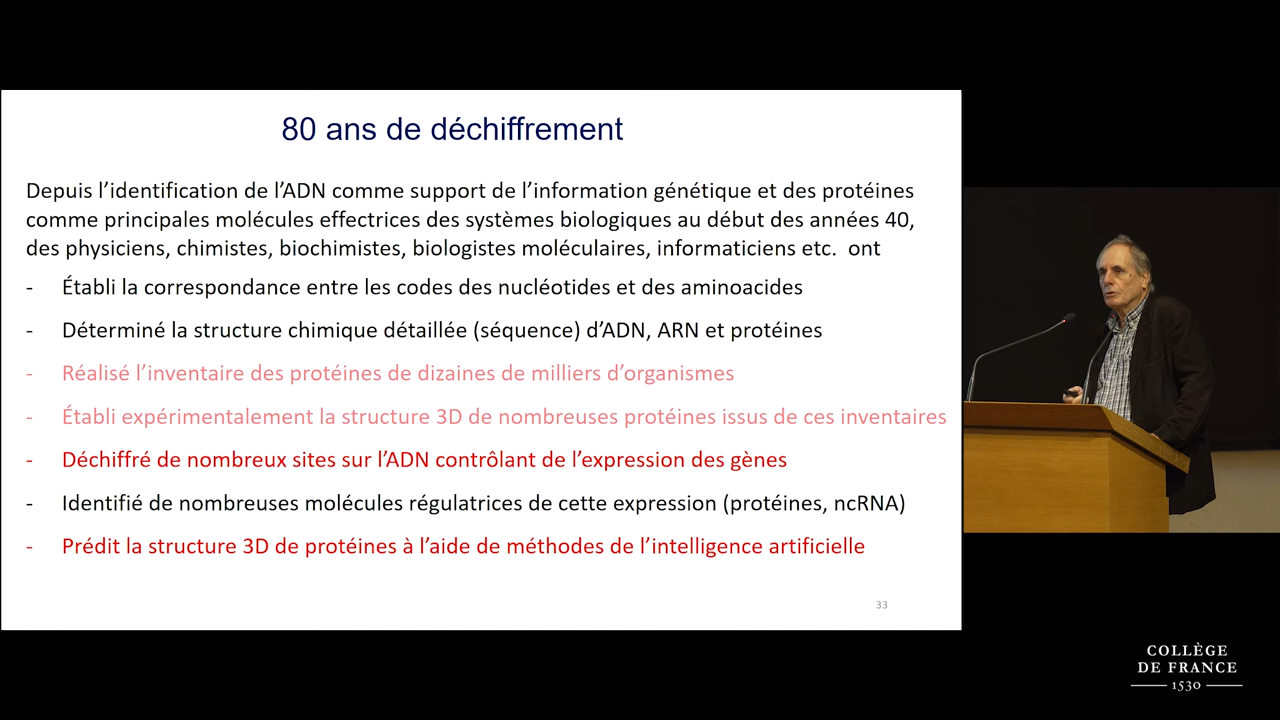 80 ans de déchiffrement
Depuis l’identification de l’ADN comme support de l’information génétique et des protéines
comme principales molécules effectrices des systèmes biologiques au début des années 40,
des physiciens, chimistes, biochimistes, biologistes moléculaires, informaticiens etc. ont
- Établi la correspondance entre les codes des nucléotides et des aminoacides
- Déterminé la structure chimique détaillée (séquence) d’ADN, ARN et protéines
- Réalisé l’inventaire des protéines de dizaines de milliers d’organismes
- Établi expérimentalement la structure 3D de nombreuses protéines issus de ces inventaires
- Déchiffré de nombreux sites sur l’ADN contrôlant de l’expression des gènes
- Identifié de nombreuses molécules régulatrices de cette expression (protéines, ncRNA)
- Prédit la structure 3D de protéines à l’aide de méthodes de l’intelligence artificielle
33
COLLÈGE
DE FRANCE
1530